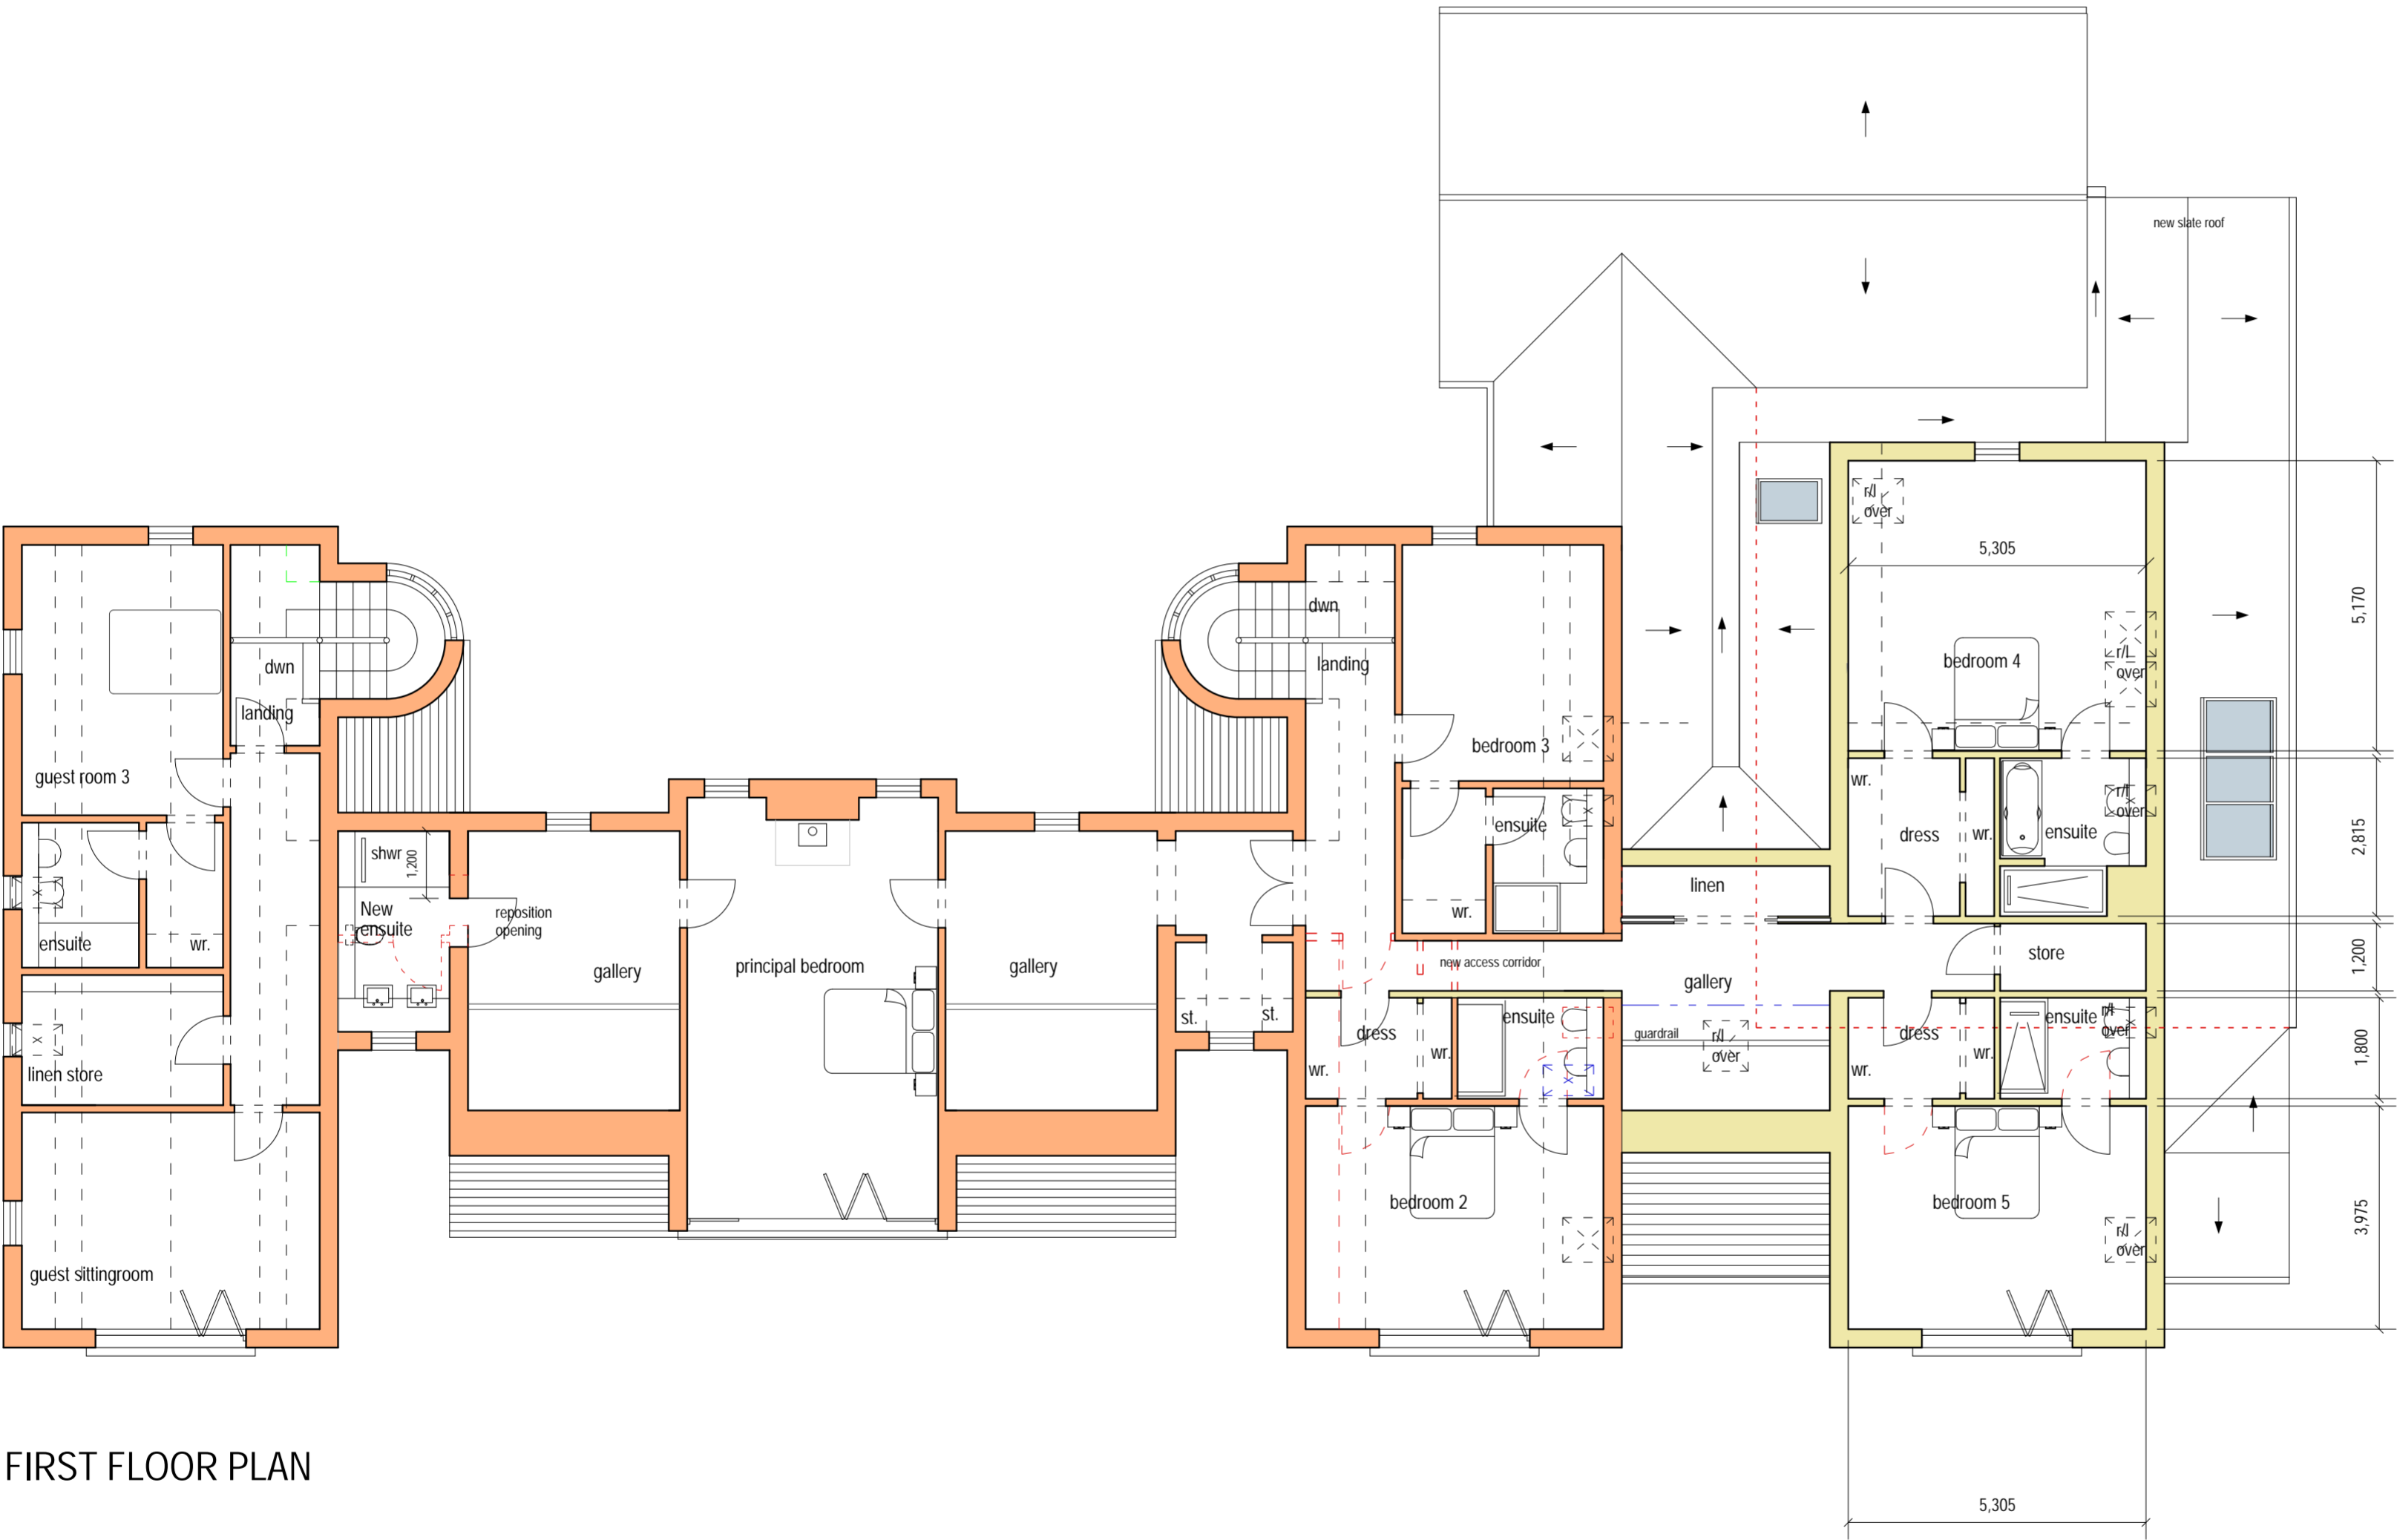 new slate roof
r/l
over
5,305
5,170
dwn
dwn
landing
bedroom 4
r/l
over
landing
bedroom 3
guest room 3
wr.
r/l
over
ensuite
dress
wr.
ensuite
2,815
shwr
1,200
linen
New
ensuite
reposition
opening
wr.
ensuite
wr.
gallery
principal bedroom
gallery
new access corridor
gallery
store
1,200
st.
st.
dress
ensuite
guardrail
r/l
over
dress
ensuite
r/l
over
1,800
linen store
wr.
wr.
wr.
wr.
bedroom 2
bedroom 5
3,975
r/l
over
guest sittingroom
FIRST FLOOR PLAN
5,305